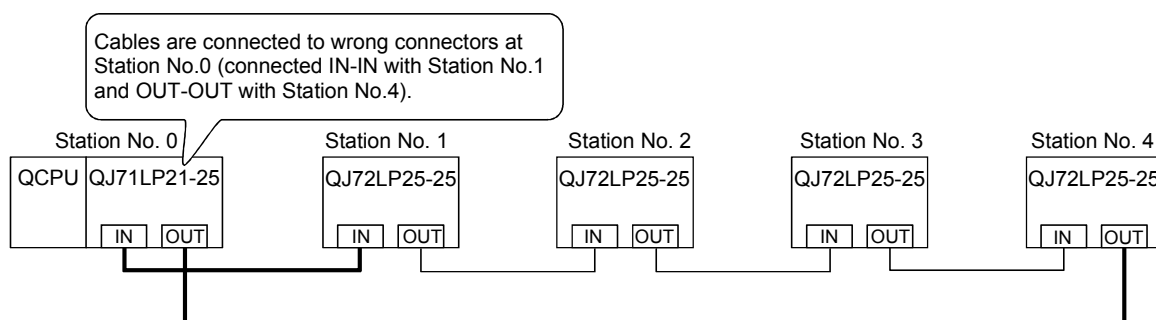 Cables are connected to wrong connectors at
Station No.0 (connected IN-IN with Station No.1
and OUT-OUT with Station No.4).
Station No. 0 Station No. 1 Station No. 2 Station No. 3 Station No. 4
QCPU QJ71LP21-25 QJ72LP25-25 QJ72LP25-25 QJ72LP25-25 QJ72LP25-25
IN OUT IN OUT IN OUT IN OUT IN OUT